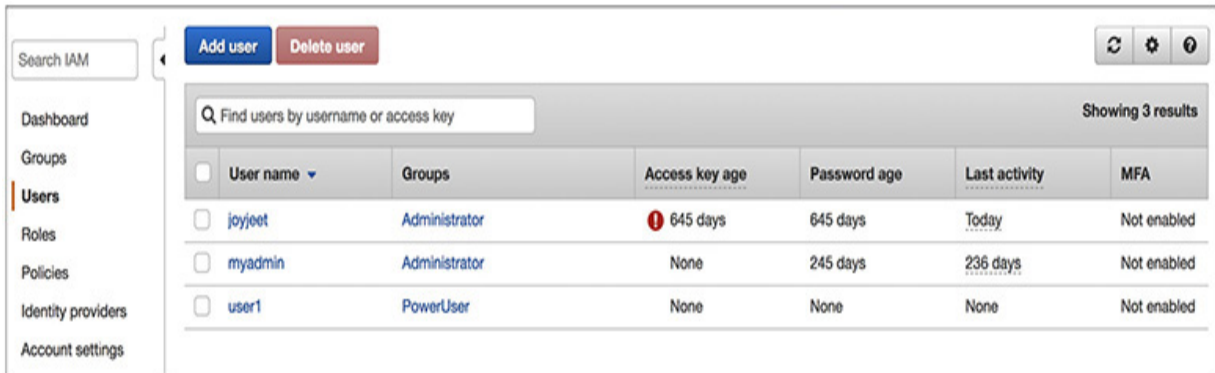 Search IAM
Dashboard
Groups
Users
Roles
Policies
Identity providers
Account settings
Add user Delete user
Find users by username or access key Showing 3 results
User name Groups Access key age Password age Last activity MFA
joyjeet Administrator 645 days 645 days Today Not enabled
myadmin Administrator None 245 days 236 days Not enabled
user1 PowerUser None None None Not enabled